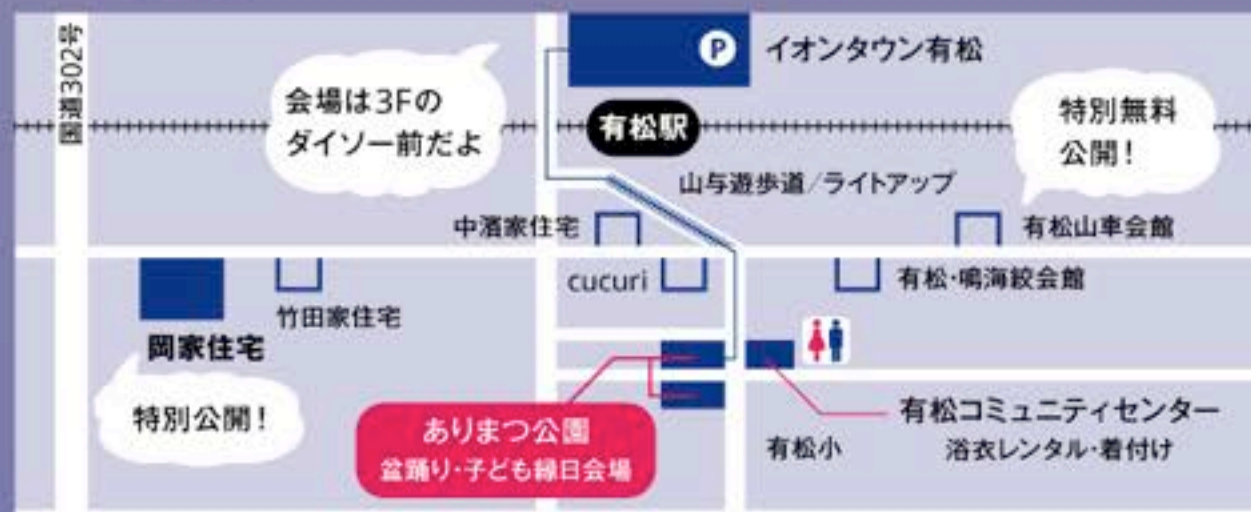 国道302号
会場は3Fの
ダイソー前だよ
P
イオンタウン有松
有松駅
特別無料
公開！
山与遊歩道/ライトアップ
中濱家住宅
有松山車会館
cucuri
有松・鳴海絞会館
竹田家住宅
岡家住宅
特別公開！
ありまつ公園
盆踊り・子ども縁日会場
有松小
有松コミュニティセンター
浴衣レンタル・着付け